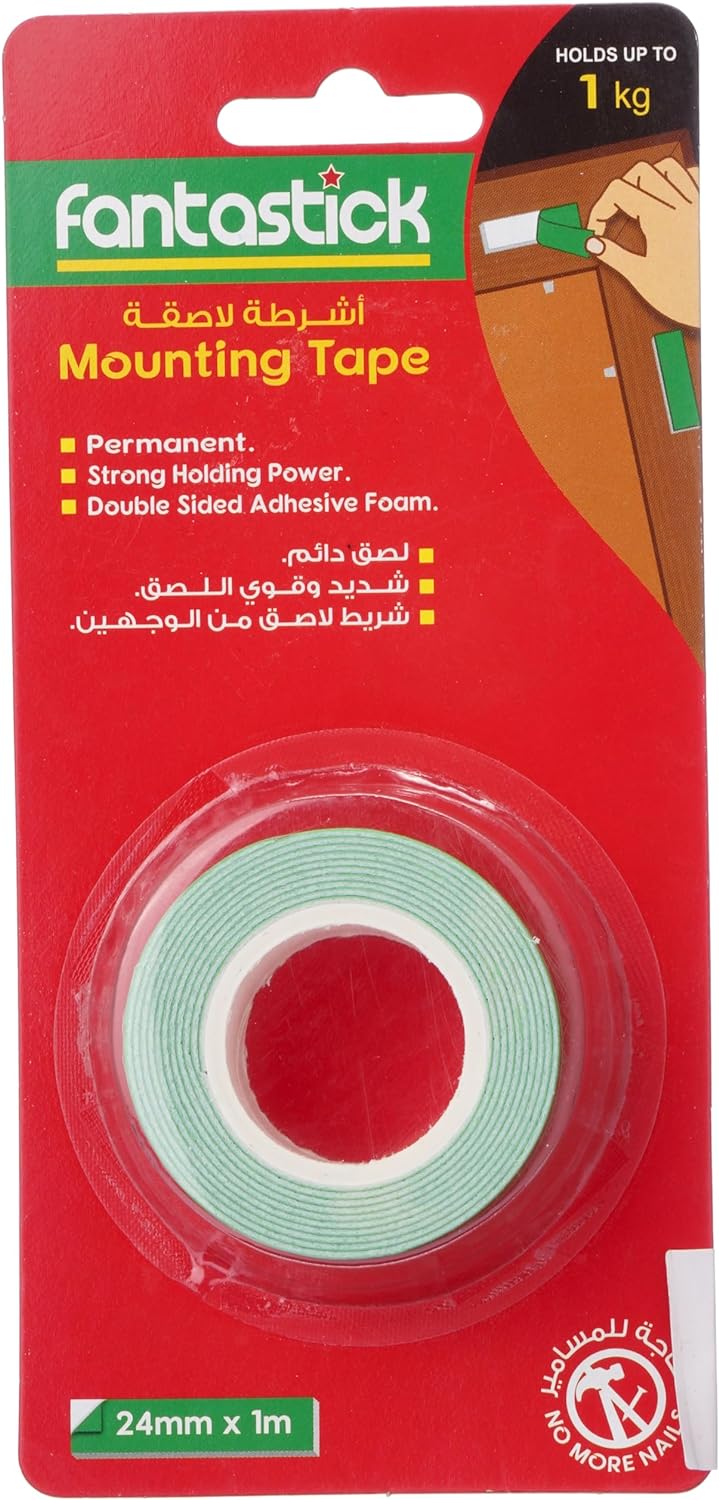 HOLDS UP TO
1 kg
fantastick
أشرطة لاصقة
Mounting Tape
Permanent.
Strong Holding Power.
Double Sided Adhesive Foam.
لصق دائم.
شديد وقوي اللصق.
شريط لاصق من الوجهين.
للمسامير
NO MORE NAILS
24mm x 1m